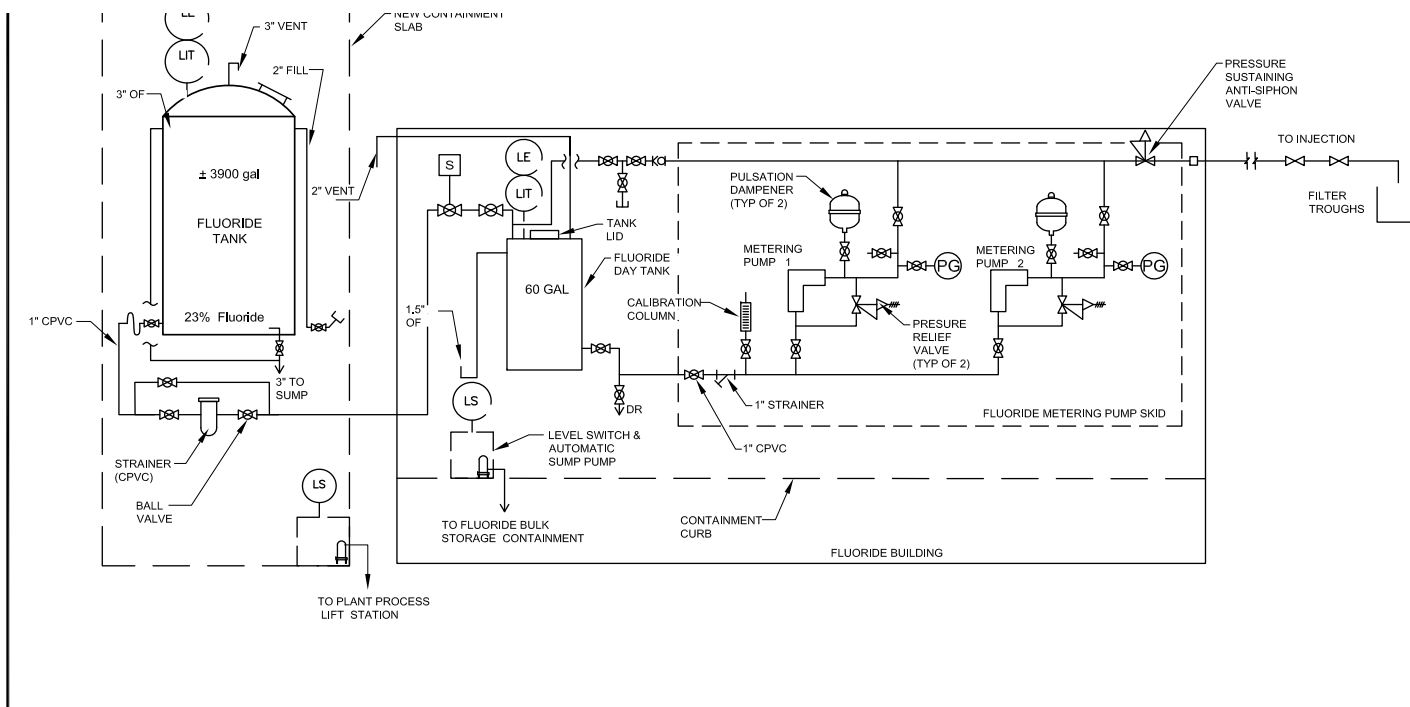 LE
LIT
3" VENT
NEW CONTAINMENT
SLAB
2" FILL
3" OF
± 3900 gal
FLUORIDE
TANK
23% Fluoride
1" CPVC
3" TO
SUMP
STRAINER
(CPVC)
BALL
VALVE
LS
TO PLANT PROCESS
LIFT STATION
2" VENT
S
LE
LIT
TANK
LID
FLUORIDE
DAY TANK
60 GAL
1.5"
OF
LS
DR
LEVEL SWITCH &
AUTOMATIC
SUMP PUMP
TO FLUORIDE BULK
STORAGE CONTAINMENT
PULSATION
DAMPENER
(TYP OF 2)
METERING
PUMP 1
PG
METERING
PUMP 2
PG
CALIBRATION
COLUMN
PRESURE
RELIEF
VALVE
(TYP OF 2)
1" STRAINER
1" CPVC
FLUORIDE METERING PUMP SKID
CONTAINMENT
CURB
FLUORIDE BUILDING
PRESSURE
SUSTAINING
ANTI-SIPHON
VALVE
TO INJECTION
FILTER
TROUGHS